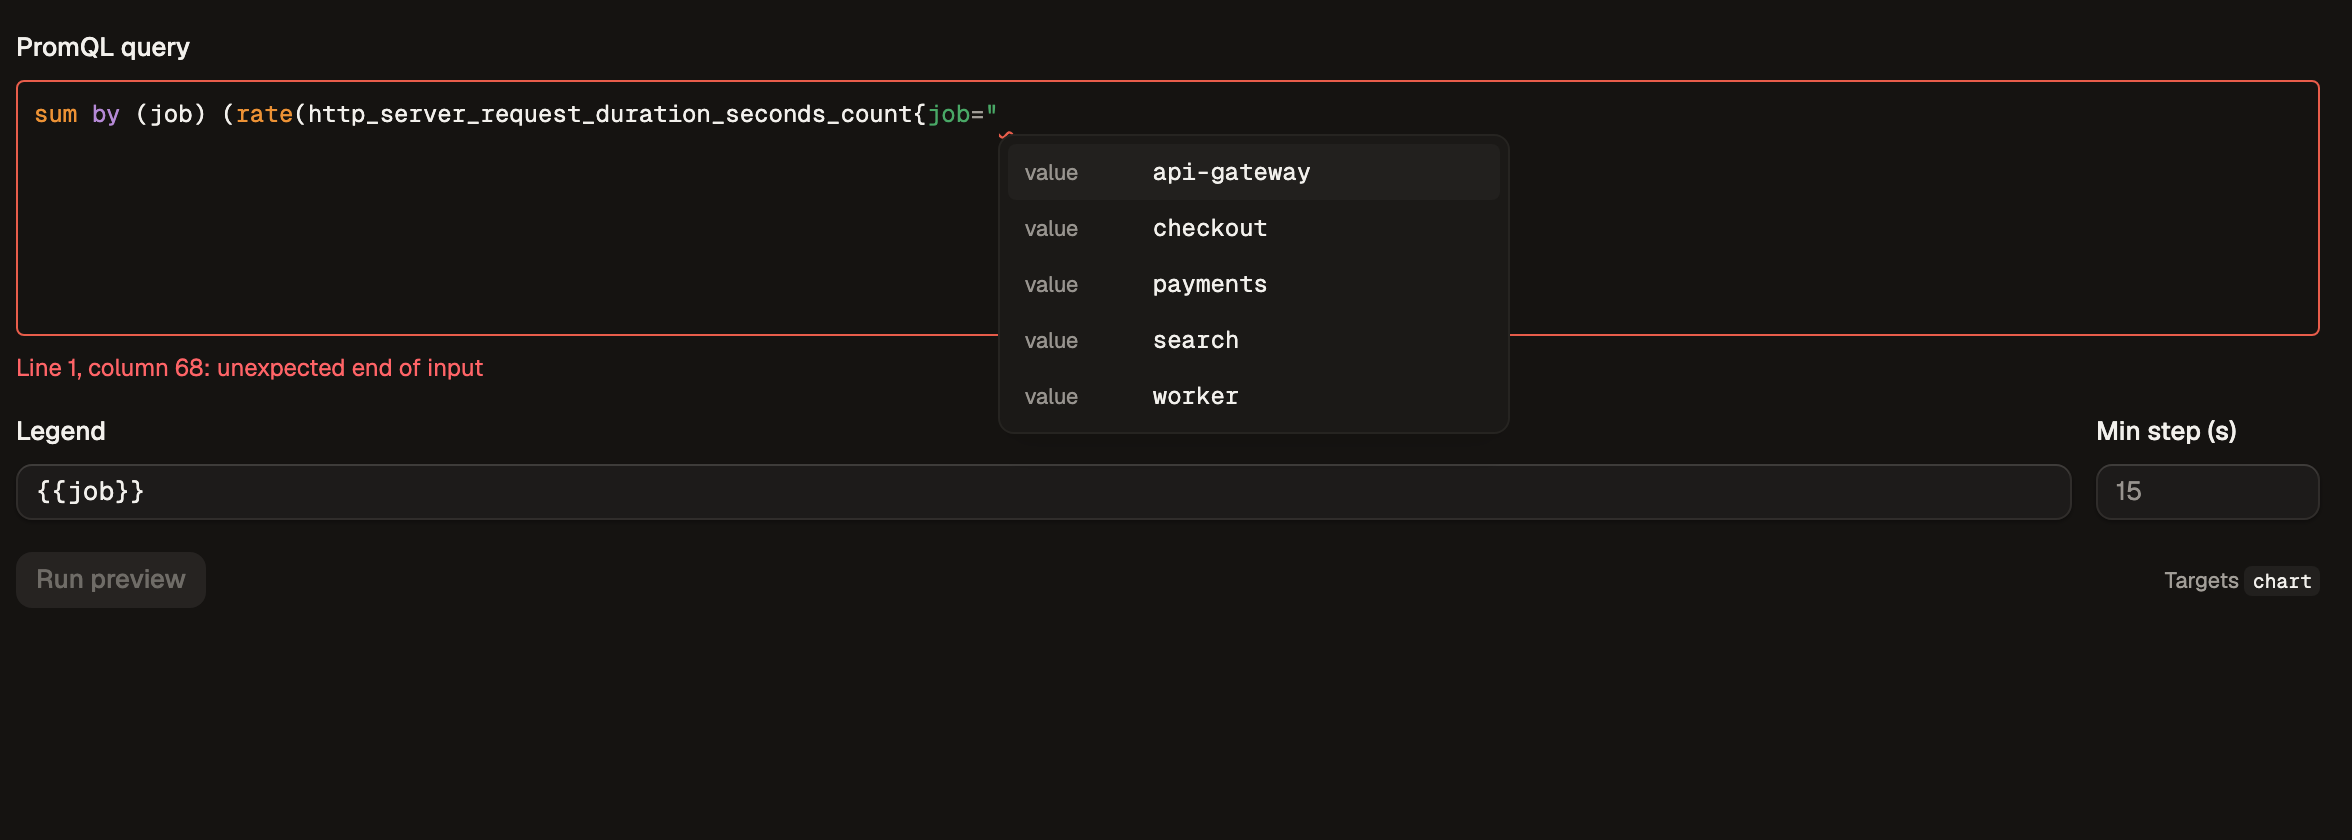 PromQL query
sum by (job) (rate(http_server_request_duration_seconds_count{job="
value api-gateway
value checkout
value payments
value search
value worker
Line 1, column 68: unexpected end of input
Legend
Min step (s)
{{job}}
15
Run preview
Targets chart